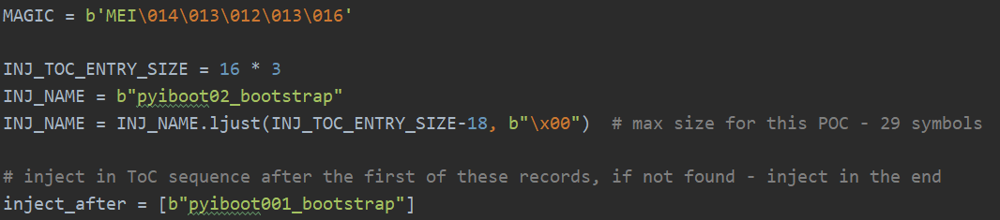 MAGIC = b'MEI\014\013\012\013\016'
INJ_TOC_ENTRY_SIZE = 16 * 3
INJ_NAME = b"pyiboot02_bootstrap"
INJ_NAME = INJ_NAME.ljust(INJ_TOC_ENTRY_SIZE-18, b"\x00")  # max size for this POC - 29 symbols
# inject in ToC sequence after the first of these records, if not found - inject in the end
inject_after = [b"pyiboot001_bootstrap"]